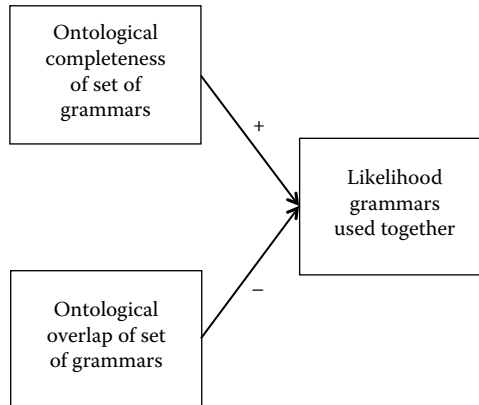 Ontological
completeness
of set of
grammars
+
Likelihood
grammars
used together
−
Ontological
overlap of set
of grammars